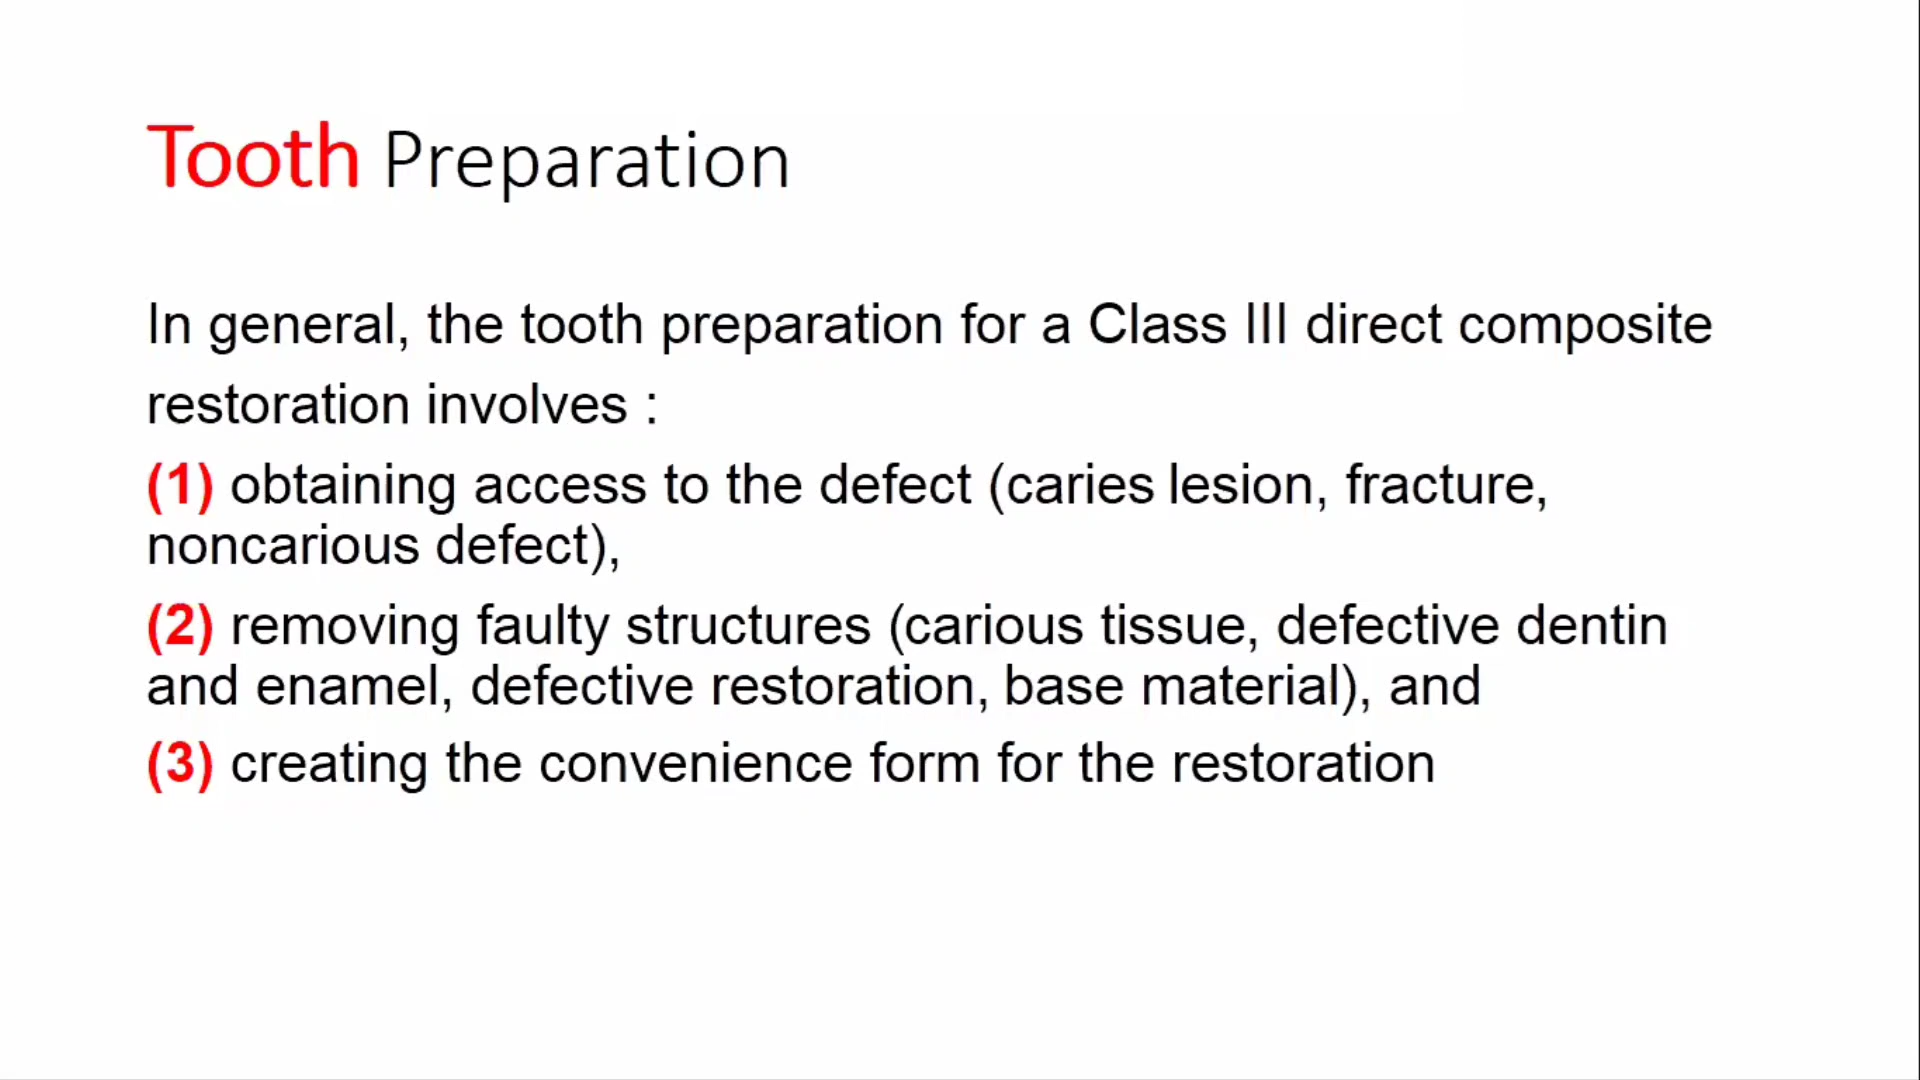 Tooth Preparation
In general, the tooth preparation for a Class III direct composite
restoration involves :
(1) obtaining access to the defect (caries lesion, fracture,
noncarious defect),
(2) removing faulty structures (carious tissue, defective dentin
and enamel, defective restoration, base material), and
(3) creating the convenience form for the restoration